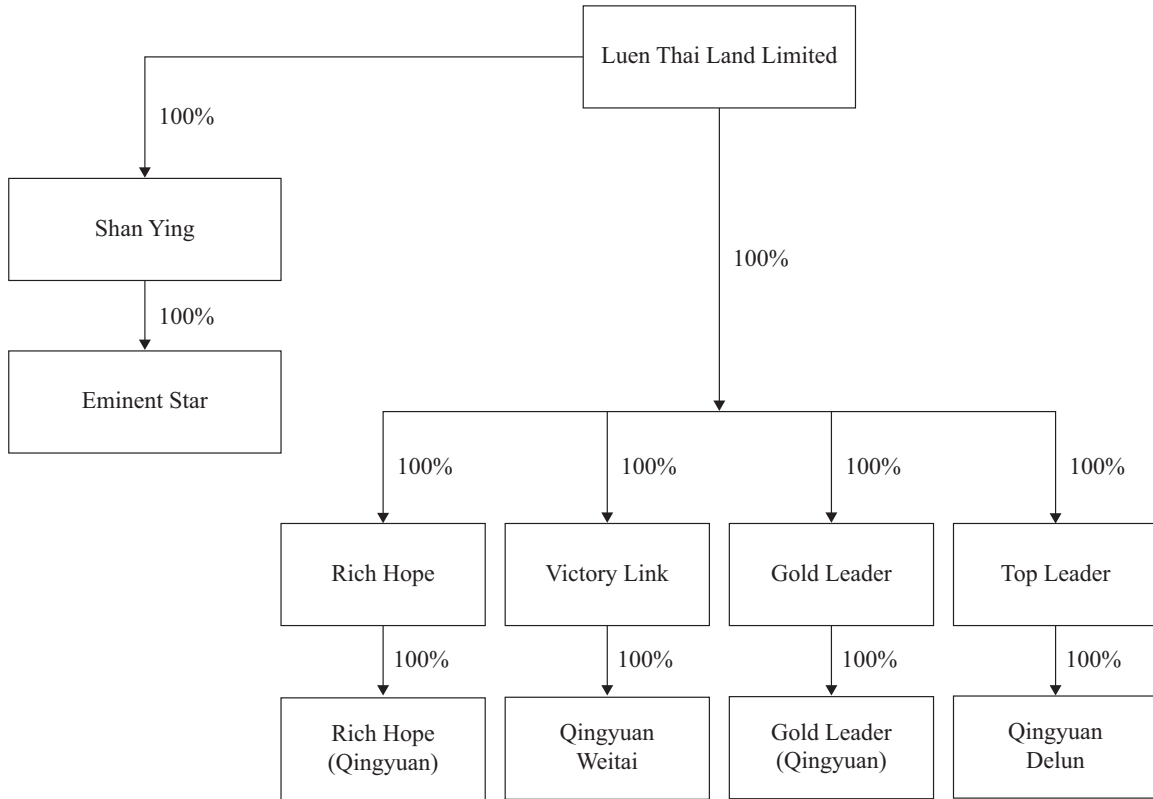 Luen Thai Land Limited
100%
Shan Ying
100%
100%
Eminent Star
100%
100%
100%
100%
Rich Hope
Victory Link
Gold Leader
Top Leader
100%
100%
100%
100%
Rich Hope
(Qingyuan)
Qingyuan
Weitai
Gold Leader
(Qingyuan)
Qingyuan
Delun